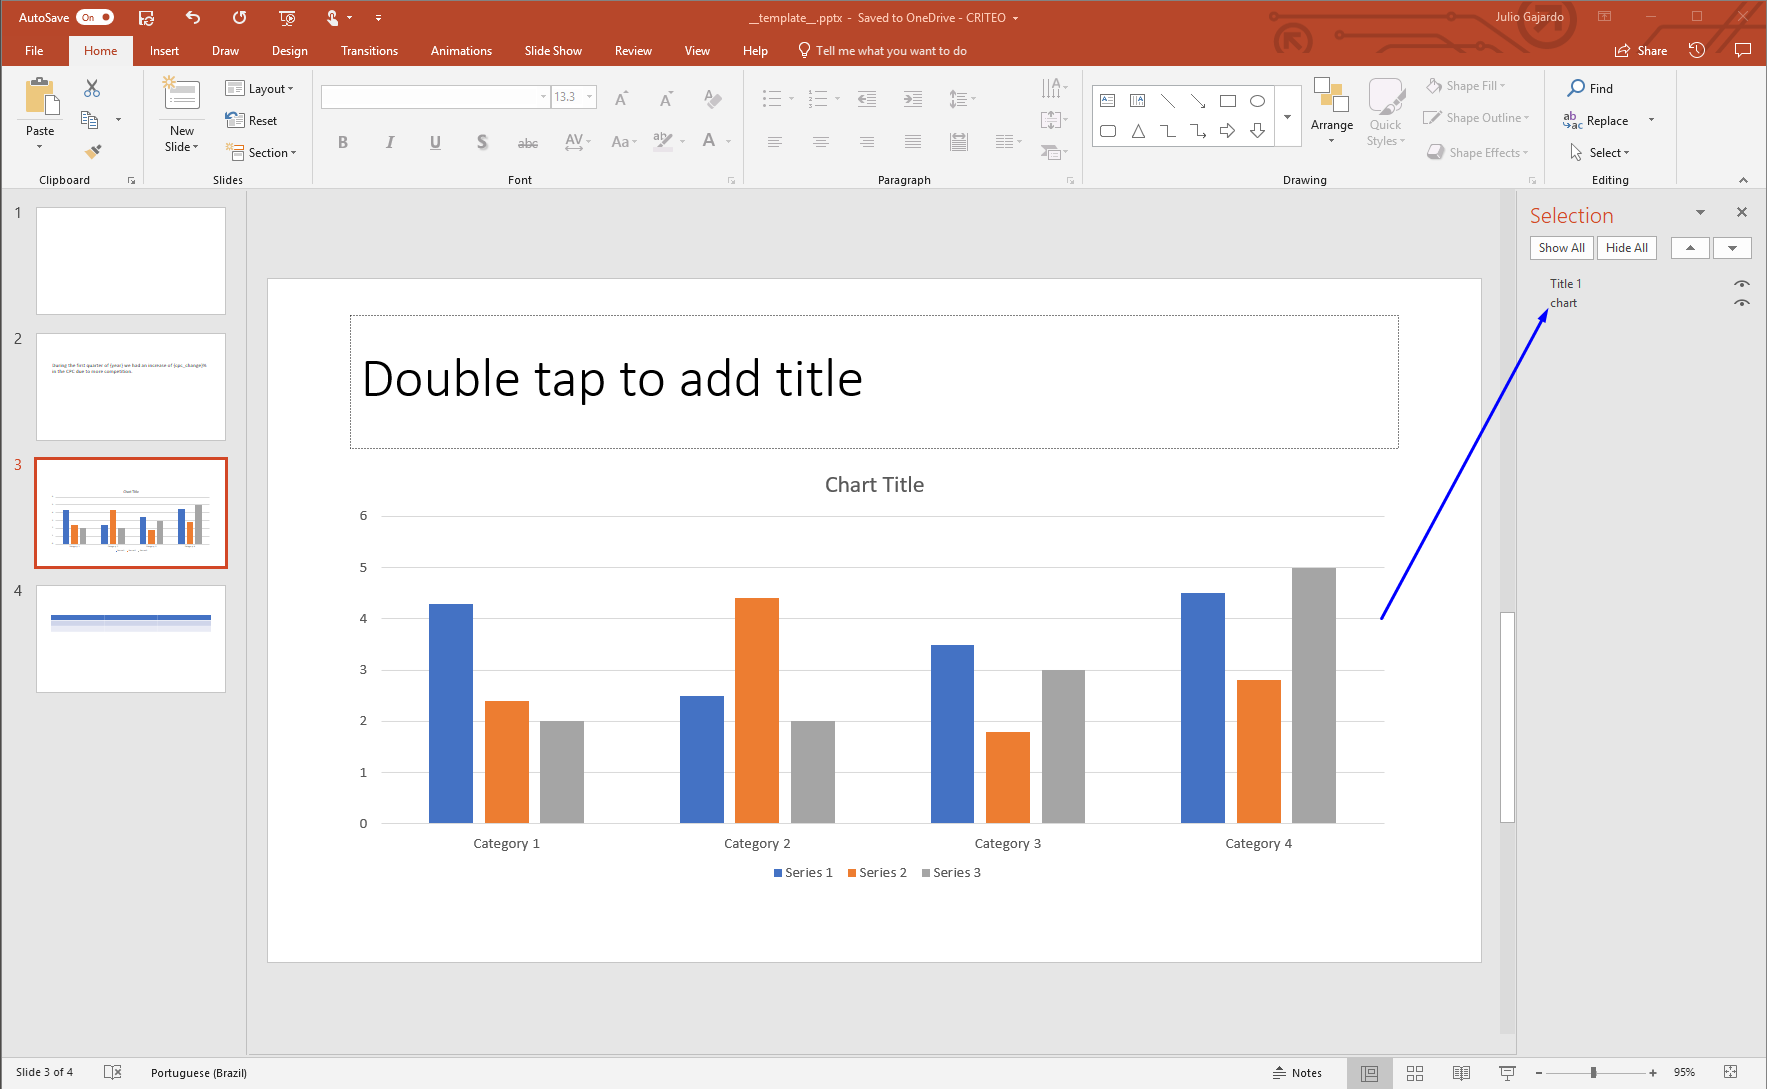 AutoSave On
__template__.pptx - Saved to OneDrive - CRITEO
Julio Gajardo
File Home Insert Draw Design Transitions Animations Slide Show Review View Help Tell me what you want to do
Share
Paste
New Slide
Layout
Reset
Section
13.3
B I U S abc AV Aa ab A
Arrange
Quick Styles
Shape Fill
Shape Outline
Shape Effects
Find
Replace
Select
Clipboard Slides Font Paragraph Drawing Editing
1
2
During the first quarter of {year} we had an increase of {cpc_change}%
in the CPC due to more competition.
3
Chart Title
4
Double tap to add title
Chart Title
6
5
4
3
2
1
0
Category 1 Category 2 Category 3 Category 4
Series 1 Series 2 Series 3
Selection
Show All Hide All
Title 1
chart
Slide 3 of 4 Portuguese (Brazil)
Notes
95%